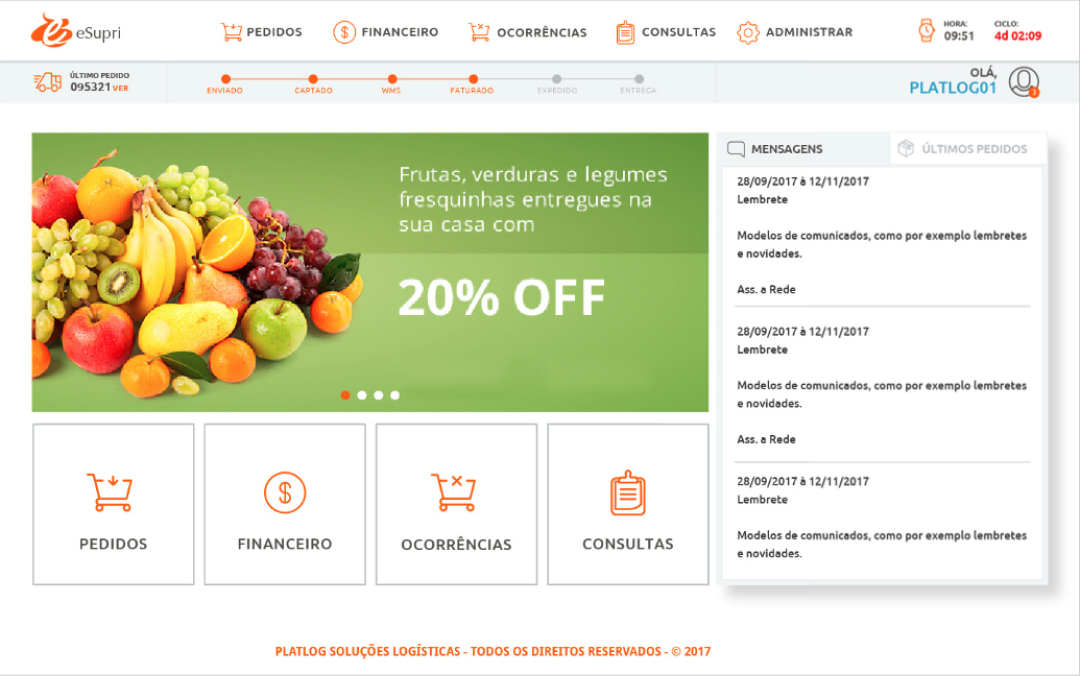 eSupri
PEDIDOS
FINANCEIRO
OCORRÊNCIAS
CONSULTAS
ADMINISTRAR
HORA:
09:51
CICLO:
4d 02:09
ÚLTIMO PEDIDO
095321 VER
ENVIADO
CAPTADO
WMS
FATURADO
EXPEDIDO
ENTREGA
OLÁ,
PLATLOG01
1
Frutas, verduras e legumes
fresquinhas entregues na
sua casa com
20% OFF
MENSAGENS
ÚLTIMOS PEDIDOS
28/09/2017 à 12/11/2017
Lembrete
Modelos de comunicados, como por exemplo lembretes
e novidades.
Ass. a Rede
28/09/2017 à 12/11/2017
Lembrete
Modelos de comunicados, como por exemplo lembretes
e novidades.
Ass. a Rede
28/09/2017 à 12/11/2017
Lembrete
Modelos de comunicados, como por exemplo lembretes
e novidades.
PEDIDOS
FINANCEIRO
OCORRÊNCIAS
CONSULTAS
PLATLOG SOLUÇÕES LOGÍSTICAS - TODOS OS DIREITOS RESERVADOS - © 2017